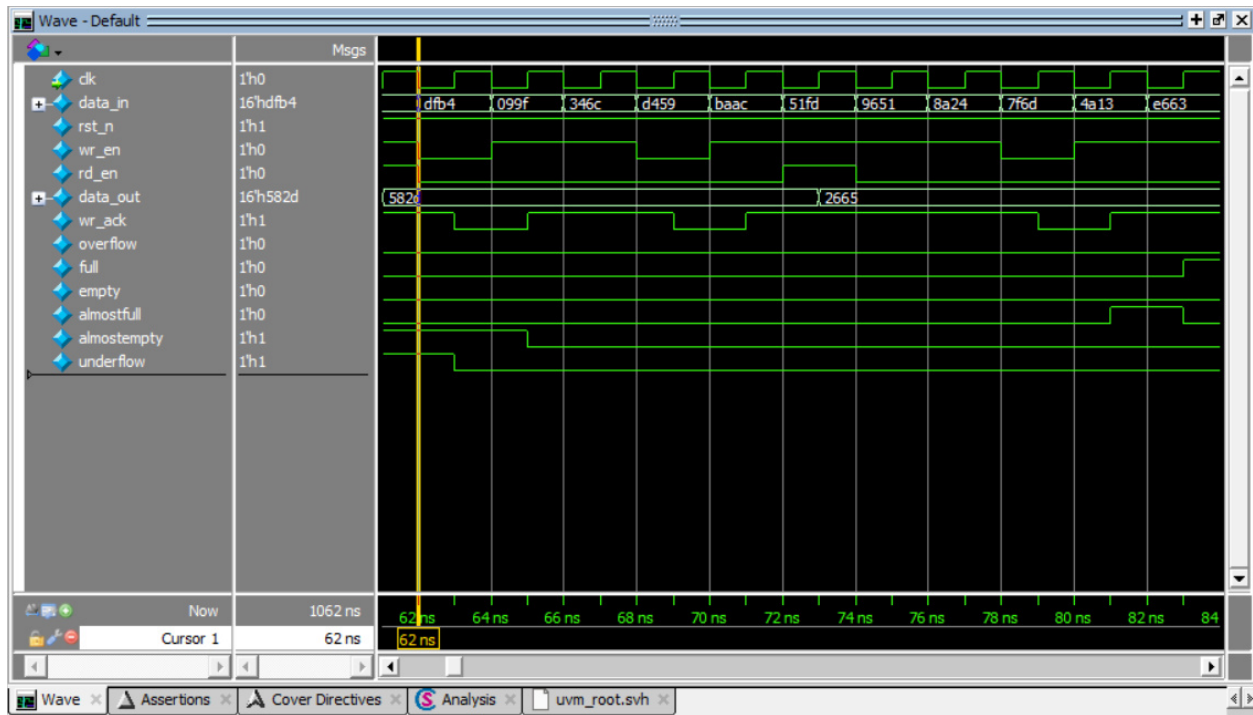 Wave - Default
Msgs
clk 1'h0
data_in 16'hdfb4 dfb4 099f 346c d459 baac 51fd 9651 8a24 7f6d 4a13 e663
rst_n 1'h1
wr_en 1'h0
rd_en 1'h0
data_out 16'h582d 582d 2665
wr_ack 1'h1
overflow 1'h0
full 1'h0
empty 1'h0
almostfull 1'h0
almostempty 1'h1
underflow 1'h1
Now 1062 ns 62 ns 64 ns 66 ns 68 ns 70 ns 72 ns 74 ns 76 ns 78 ns 80 ns 82 ns 84
Cursor 1 62 ns 62 ns
Wave Assertions Cover Directives Analysis uvm_root.svh